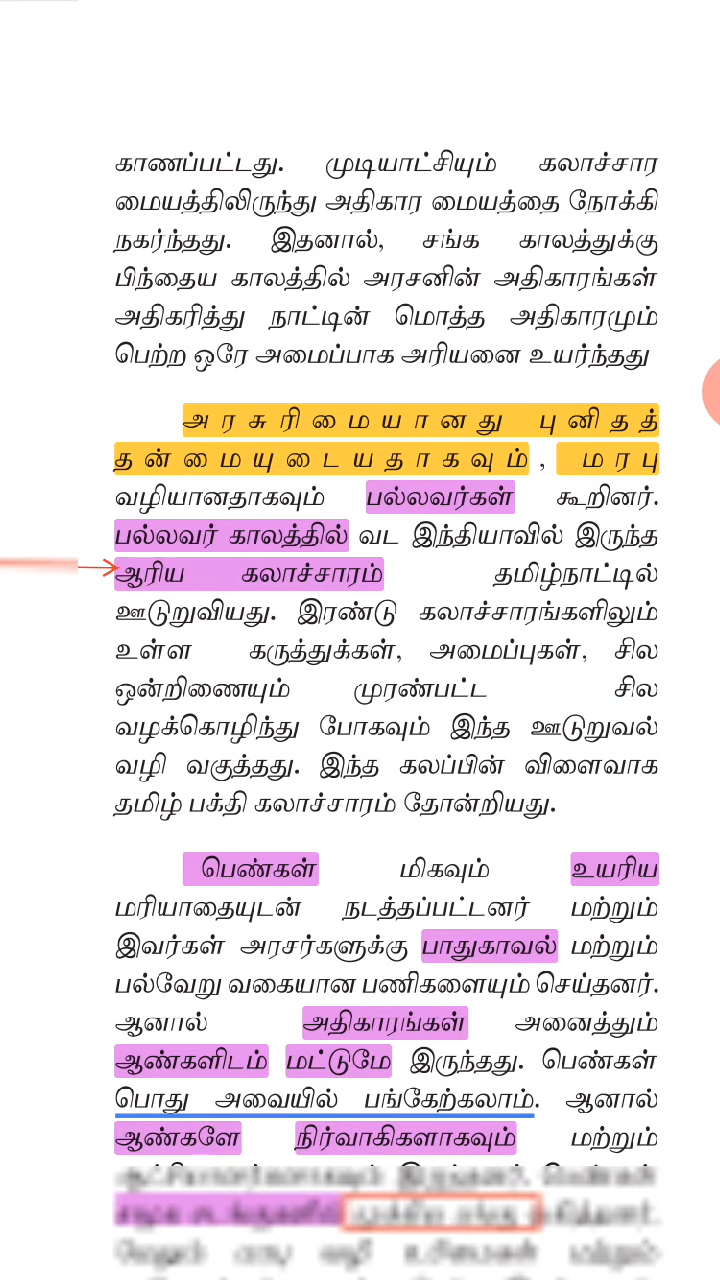 காணப்பட்டது. முடியாட்சியும் கலாச்சார
மையத்திலிருந்து அதிகார மையத்தை நோக்கி
நகர்ந்தது. இதனால், சங்க காலத்துக்கு
பிந்தைய காலத்தில் அரசனின் அதிகாரங்கள்
அதிகரித்து நாட்டின் மொத்த அதிகாரமும்
பெற்ற ஒரே அமைப்பாக அரியனை உயர்ந்தது
அரசுரிமையானது புனிதத்
தன்மையுடையதாகவும், மரபு
வழியானதாகவும் பல்லவர்கள் கூறினர்.
பல்லவர் காலத்தில் வட இந்தியாவில் இருந்த
ஆரிய கலாச்சாரம் தமிழ்நாட்டில்
ஊடுறுவியது. இரண்டு கலாச்சாரங்களிலும்
உள்ள கருத்துக்கள், அமைப்புகள், சில
ஒன்றிணையும் முரண்பட்ட சில
வழக்கொழிந்து போகவும் இந்த ஊடுறுவல்
வழி வகுத்தது. இந்த கலப்பின் விளைவாக
தமிழ் பக்தி கலாச்சாரம் தோன்றியது.
பெண்கள் மிகவும் உயரிய
மரியாதையுடன் நடத்தப்பட்டனர் மற்றும்
இவர்கள் அரசர்களுக்கு பாதுகாவல் மற்றும்
பல்வேறு வகையான பணிகளையும் செய்தனர்.
ஆனால் அதிகாரங்கள் அனைத்தும்
ஆண்களிடம் மட்டுமே இருந்தது. பெண்கள்
பொது அவையில் பங்கேற்கலாம். ஆனால்
ஆண்களே நிர்வாகிகளாகவும் மற்றும்